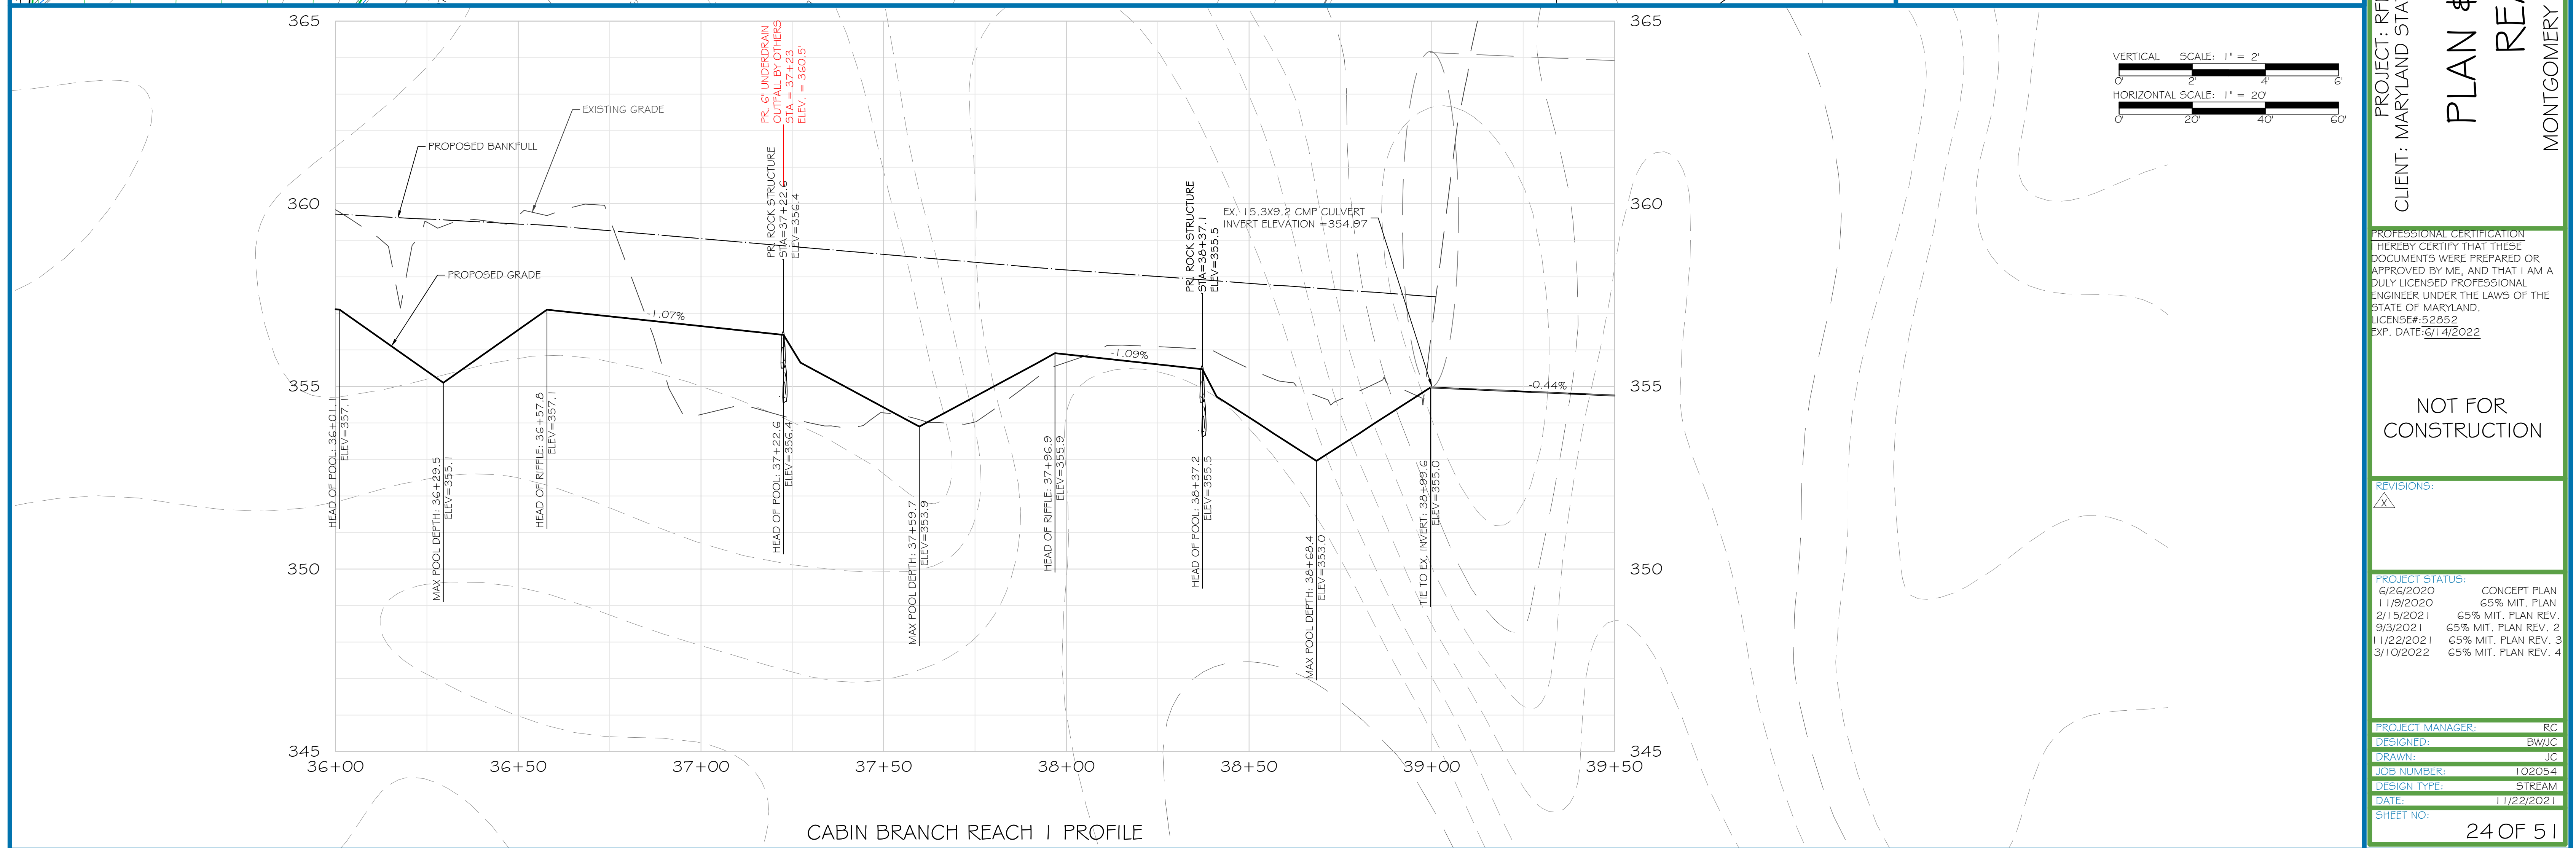 365
360
355
350
345
365
360
355
350
345
36+00
36+50
37+00
37+50
38+00
38+50
39+00
39+50
EXISTING GRADE
PROPOSED BANKFULL
PROPOSED GRADE
PR. 6" UNDERDRAIN
OUTFALL BY OTHERS
STA = 37+23
ELEV. = 360.5'
PR. ROCK STRUCTURE
STA=37+22.6
ELEV=356.4
PR. ROCK STRUCTURE
STA=38+37.1
ELEV=355.5
EX. 15.3X9.2 CMP CULVERT
INVERT ELEVATION =354.97
-1.07%
-1.09%
-0.44%
HEAD OF POOL: 36+01.1
ELEV=357.1
MAX POOL DEPTH: 36+29.5
ELEV=355.1
HEAD OF RIFFLE: 36+57.8
ELEV=357.1
HEAD OF POOL: 37+22.6
ELEV=356.4
MAX POOL DEPTH: 37+59.7
ELEV=353.9
HEAD OF RIFFLE: 37+96.9
ELEV=355.9
HEAD OF POOL: 38+37.2
ELEV=355.5
MAX POOL DEPTH: 38+68.4
ELEV=353.0
TIE TO EX. INVERT: 38+99.6
ELEV=355.0
CABIN BRANCH REACH 1 PROFILE
VERTICAL SCALE: 1" = 2'
0' 2' 4' 6'
HORIZONTAL SCALE: 1" = 20'
0' 20' 40' 60'
PROJECT: RF
CLIENT: MARYLAND STA
PLAN &
REA
MONTGOMERY
PROFESSIONAL CERTIFICATION
I HEREBY CERTIFY THAT THESE
DOCUMENTS WERE PREPARED OR
APPROVED BY ME, AND THAT I AM A
DULY LICENSED PROFESSIONAL
ENGINEER UNDER THE LAWS OF THE
STATE OF MARYLAND.
LICENSE#:52852
EXP. DATE:6/14/2022
NOT FOR
CONSTRUCTION
REVISIONS:
X
PROJECT STATUS:
6/26/2020 CONCEPT PLAN
11/9/2020 65% MIT. PLAN
2/15/2021 65% MIT. PLAN REV.
9/3/2021 65% MIT. PLAN REV. 2
11/22/2021 65% MIT. PLAN REV. 3
3/10/2022 65% MIT. PLAN REV. 4
PROJECT MANAGER: RC
DESIGNED: BW/JC
DRAWN: JC
JOB NUMBER: 102054
DESIGN TYPE: STREAM
DATE: 11/22/2021
SHEET NO:
24 OF 51